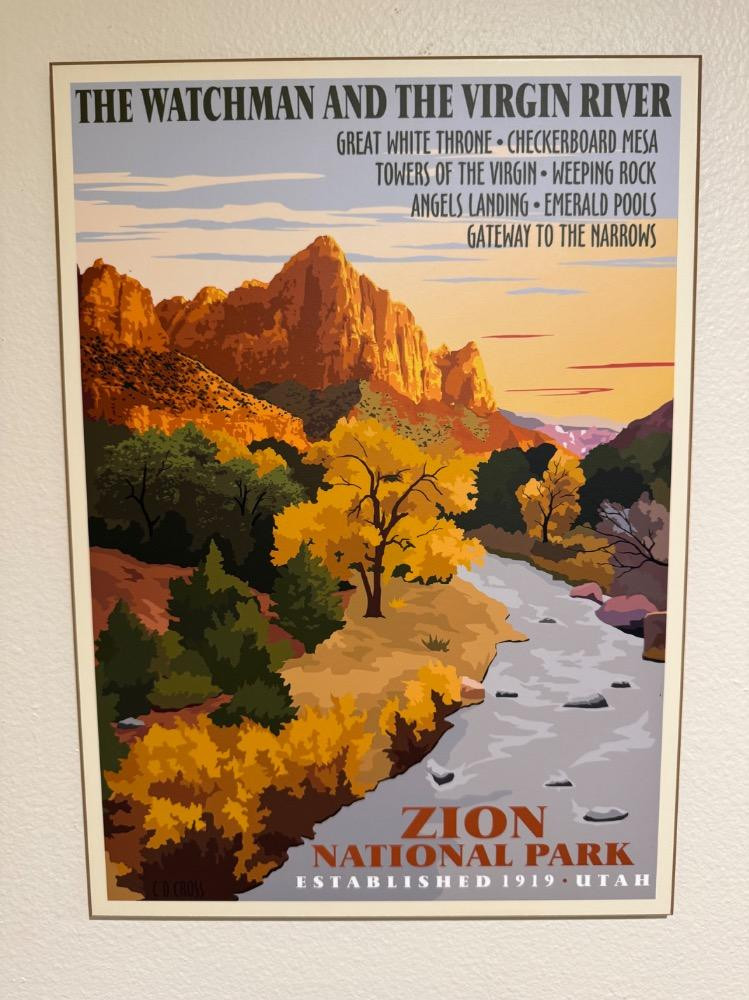 THE WATCHMAN AND THE VIRGIN RIVER
GREAT WHITE THRONE • CHECKERBOARD MESA
TOWERS OF THE VIRGIN • WEEPING ROCK
ANGELS LANDING • EMERALD POOLS
GATEWAY TO THE NARROWS
ZION
NATIONAL PARK
ESTABLISHED 1919 • UTAH
C.D. CROSS